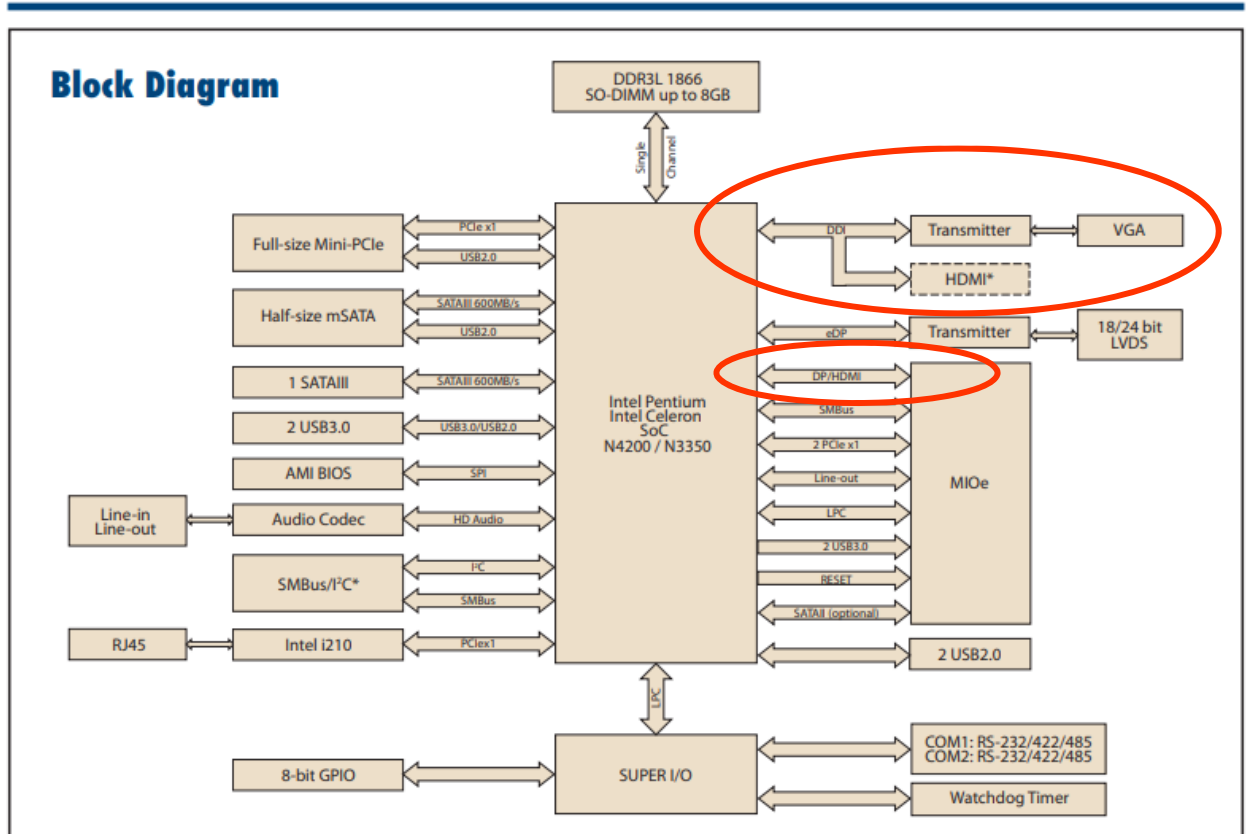 Block Diagram
DDR3L 1866
SO-DIMM up to 8GB
Single
Channel
Full-size Mini-PCIe
PCIe x1
USB2.0
Half-size mSATA
SATAIII 600MB/s
USB2.0
1 SATAIII
SATAIII 600MB/s
2 USB3.0
USB3.0/USB2.0
AMI BIOS
SPI
Line-in
Line-out
Audio Codec
HD Audio
SMBus/I²C*
I²C
SMBus
RJ45
Intel i210
PCIex1
Intel Pentium
Intel Celeron
SoC
N4200 / N3350
DDI
Transmitter
VGA
HDMI*
eDP
Transmitter
18/24 bit
LVDS
DP/HDMI
SMBus
2 PCIe x1
Line-out
LPC
2 USB3.0
RESET
SATAII (optional)
MIOe
2 USB2.0
LPC
8-bit GPIO
SUPER I/O
COM1: RS-232/422/485
COM2: RS-232/422/485
Watchdog Timer